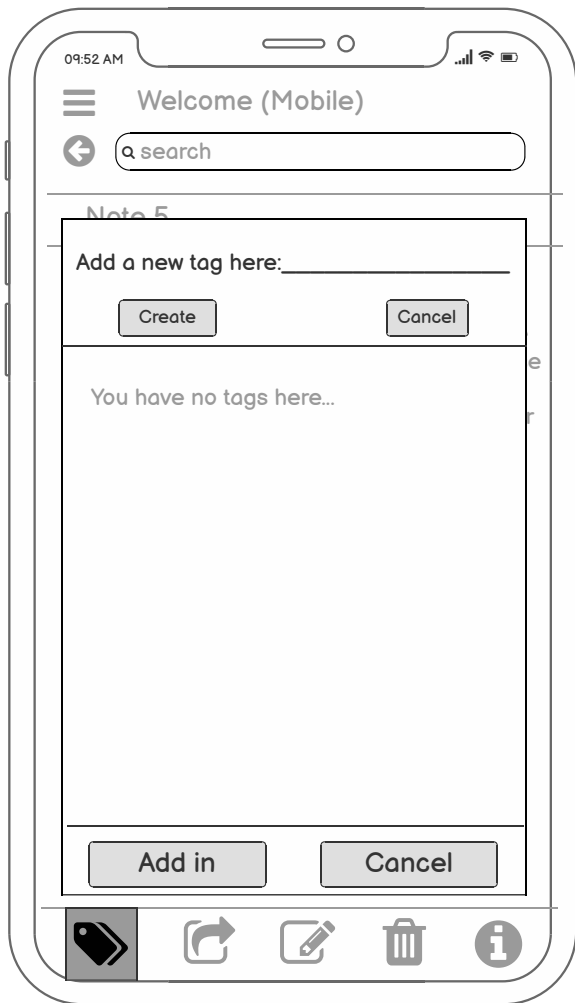 09:52 AM
Welcome (Mobile)
search
Note 5
Add a new tag here:____________________
Create Cancel
e
You have no tags here...
r
Add in Cancel